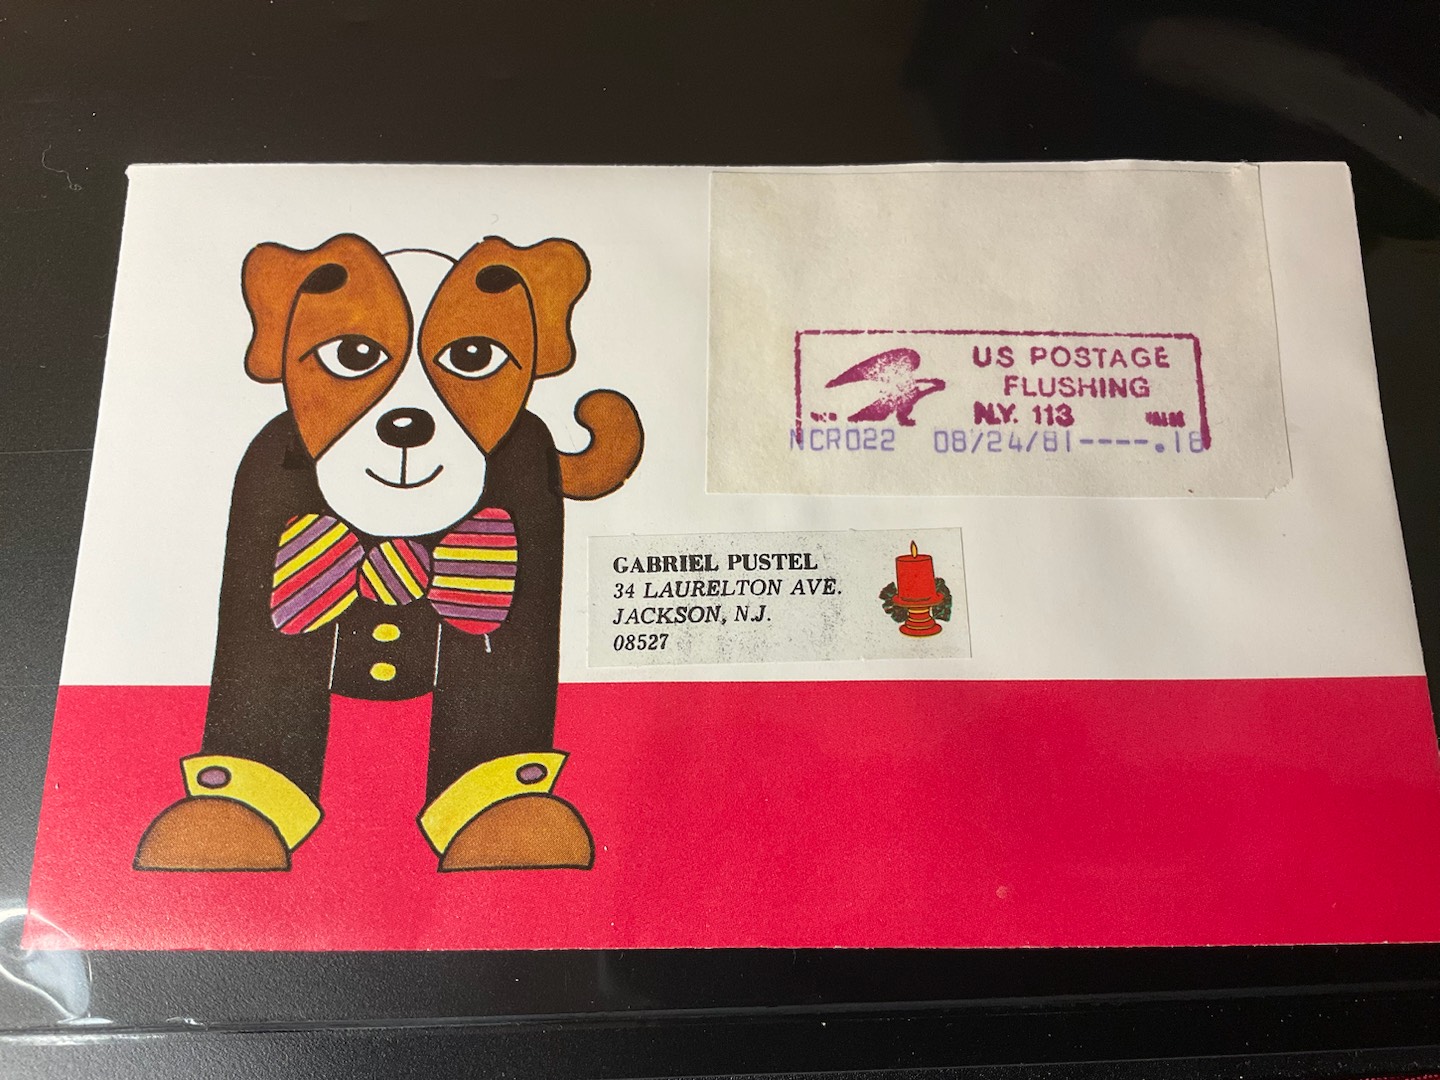 US POSTAGE
FLUSHING
N.Y. 113
NCR022 08/24/81----.18
GABRIEL PUSTEL
34 LAURELTON AVE.
JACKSON, N.J.
08527